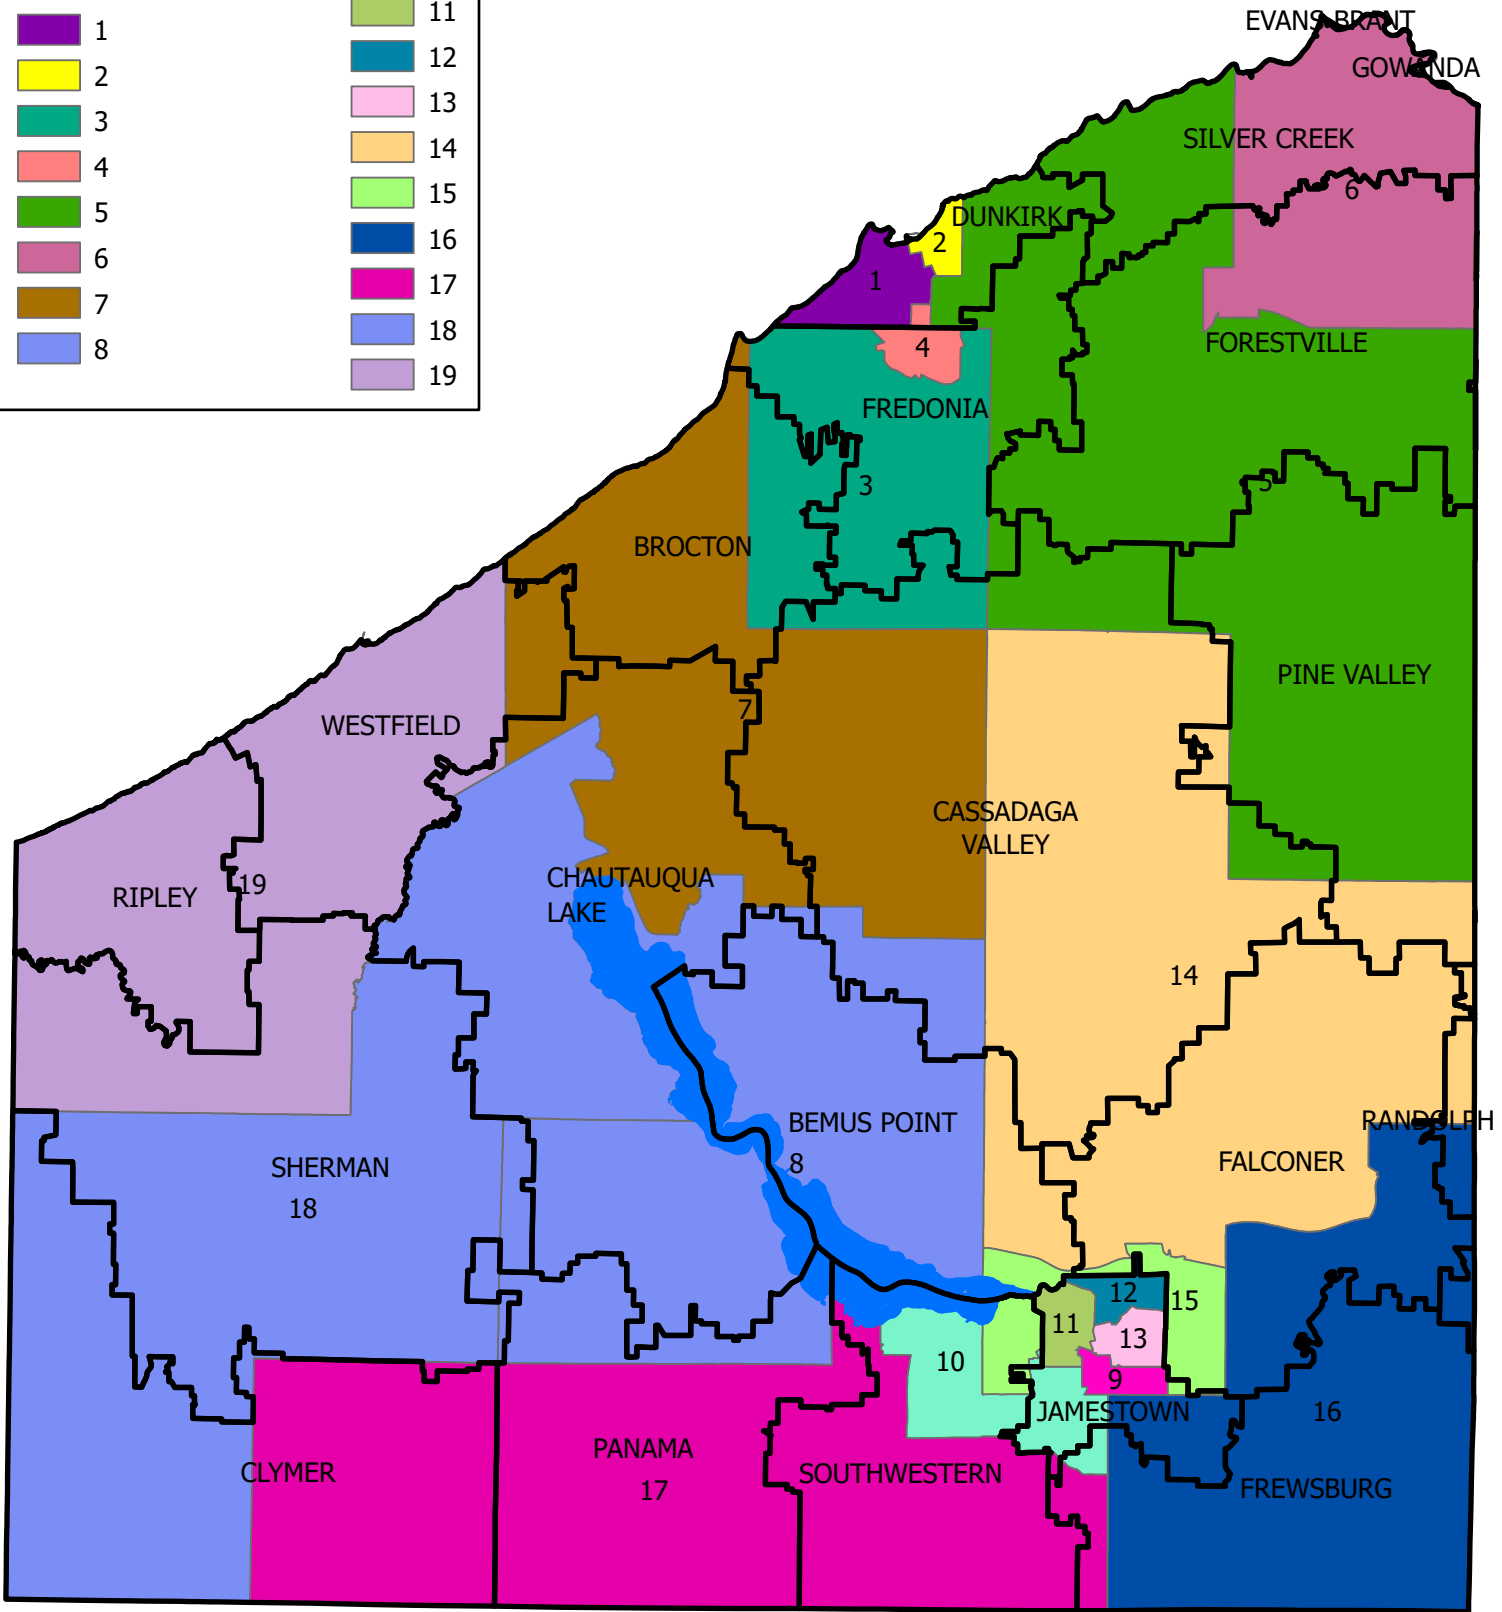 1
2
3
4
5
6
7
8
11
12
13
14
15
16
17
18
19
EVANS-BRANT
GOWANDA
SILVER CREEK
6
DUNKIRK
2
1
4
FORESTVILLE
FREDONIA
3
5
BROCTON
PINE VALLEY
7
WESTFIELD
CASSADAGA
VALLEY
CHAUTAUQUA
LAKE
19
RIPLEY
14
BEMUS POINT
RANDOLPH
8
FALCONER
SHERMAN
18
12
15
11
13
10
9
JAMESTOWN
16
PANAMA
CLYMER
SOUTHWESTERN
17
FREWSBURG